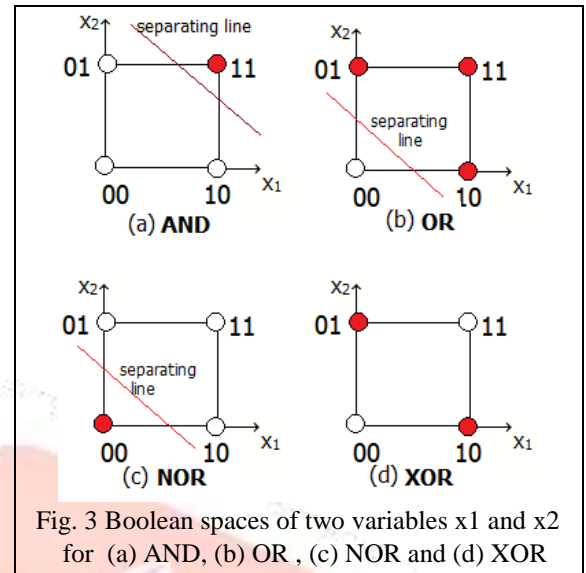 X2 separating line
01 11
00 10 X1
(a) AND
X2
01 11
separating
line
00 10 X1
(b) OR
X2
01 11
separating
line
00 10 X1
(c) NOR
X2
01 11
00 10 X1
(d) XOR
Fig. 3 Boolean spaces of two variables x1 and x2
for (a) AND, (b) OR , (c) NOR and (d) XOR